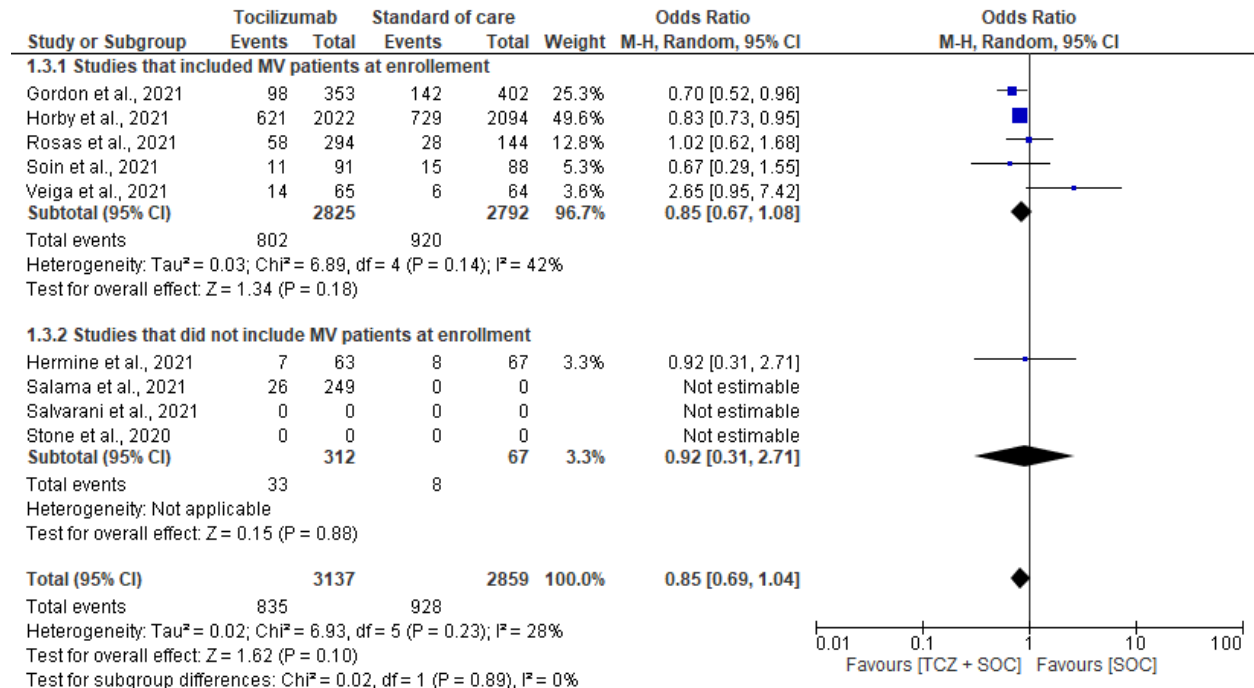 Tocilizumab Standard of care Odds Ratio Odds Ratio
Study or Subgroup Events Total Events Total Weight M-H, Random, 95% CI M-H, Random, 95% CI
1.3.1 Studies that included MV patients at enrollement
Gordon et al., 2021 98 353 142 402 25.3% 0.70 [0.52, 0.96]
Horby et al., 2021 621 2022 729 2094 49.6% 0.83 [0.73, 0.95]
Rosas et al., 2021 58 294 28 144 12.8% 1.02 [0.62, 1.68]
Soin et al., 2021 11 91 15 88 5.3% 0.67 [0.29, 1.55]
Veiga et al., 2021 14 65 6 64 3.6% 2.65 [0.95, 7.42]
Subtotal (95% CI) 2825 2792 96.7% 0.85 [0.67, 1.08]
Total events 802 920
Heterogeneity: Tau² = 0.03; Chi² = 6.89, df = 4 (P = 0.14); I² = 42%
Test for overall effect: Z = 1.34 (P = 0.18)
1.3.2 Studies that did not include MV patients at enrollment
Hermine et al., 2021 7 63 8 67 3.3% 0.92 [0.31, 2.71]
Salama et al., 2021 26 249 0 0 Not estimable
Salvarani et al., 2021 0 0 0 0 Not estimable
Stone et al., 2020 0 0 0 0 Not estimable
Subtotal (95% CI) 312 67 3.3% 0.92 [0.31, 2.71]
Total events 33 8
Heterogeneity: Not applicable
Test for overall effect: Z = 0.15 (P = 0.88)
Total (95% CI) 3137 2859 100.0% 0.85 [0.69, 1.04]
Total events 835 928
Heterogeneity: Tau² = 0.02; Chi² = 6.93, df = 5 (P = 0.23); I² = 28%
Test for overall effect: Z = 1.62 (P = 0.10)
Test for subgroup differences: Chi² = 0.02, df = 1 (P = 0.89), I² = 0%
0.01 0.1 1 10 100
Favours [TCZ + SOC] Favours [SOC]